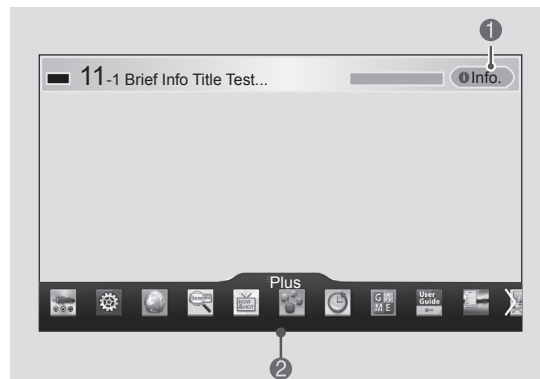 1
11-1 Brief Info Title Test...
i Info.
Plus
Search
NOW
&HOT
G
M E
User
Guide
2